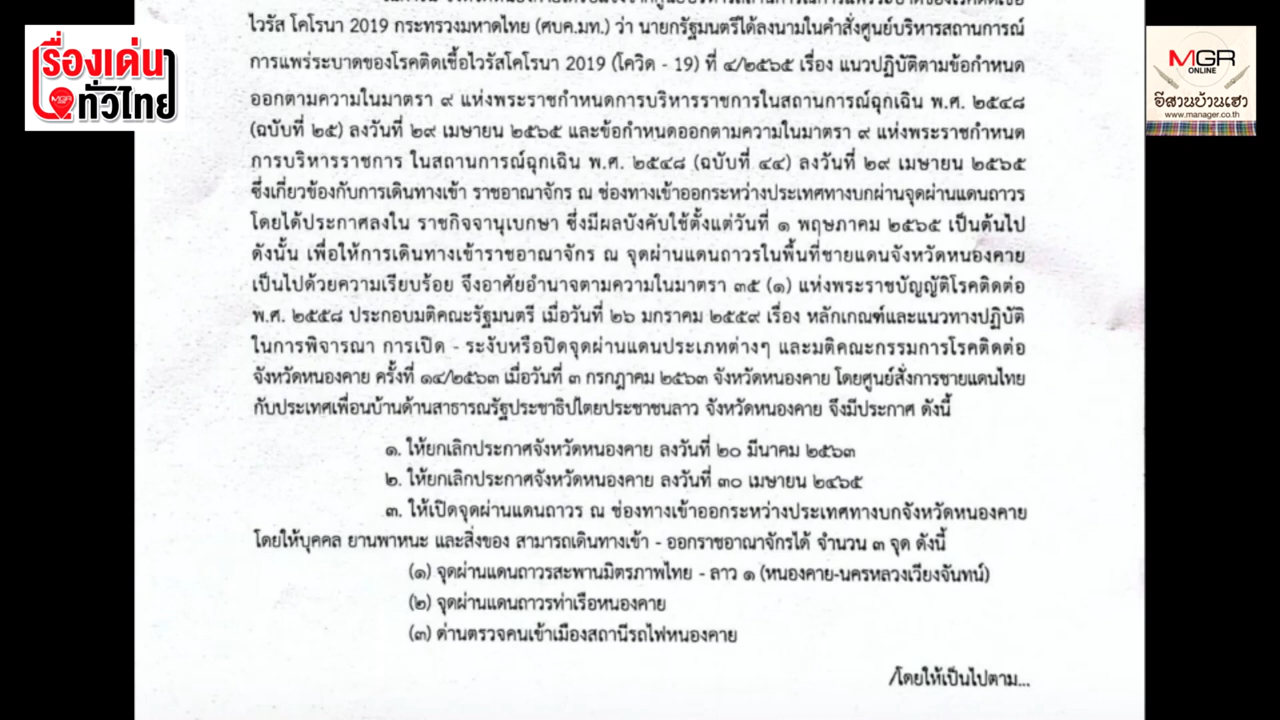 เรื่องเด่น
MGR
ทั่วไทย
MGR
ONLINE
อีสานบ้านเฮา
www.manager.co.th
ไวรัส โคโรนา 2019 กระทรวงมหาดไทย (ศบค.มท.) ว่า นายกรัฐมนตรีได้ลงนามในคำสั่งศูนย์บริหารสถานการณ์
การแพร่ระบาดของโรคติดเชื้อไวรัสโคโรนา 2019 (โควิด - 19) ที่ ๔/๒๕๖๕ เรื่อง แนวปฏิบัติตามข้อกำหนด
ออกตามความในมาตรา ๙ แห่งพระราชกำหนดการบริหารราชการในสถานการณ์ฉุกเฉิน พ.ศ. ๒๕๔๘
(ฉบับที่ ๒๕) ลงวันที่ ๒๙ เมษายน ๒๕๖๕ และข้อกำหนดออกตามความในมาตรา ๙ แห่งพระราชกำหนด
การบริหารราชการ ในสถานการณ์ฉุกเฉิน พ.ศ. ๒๕๔๘ (ฉบับที่ ๔๔) ลงวันที่ ๒๙ เมษายน ๒๕๖๕
ซึ่งเกี่ยวข้องกับการเดินทางเข้า ราชอาณาจักร ณ ช่องทางเข้าออกระหว่างประเทศทางบกผ่านจุดผ่านแดนถาวร
โดยได้ประกาศลงใน ราชกิจจานุเบกษา ซึ่งมีผลบังคับใช้ตั้งแต่วันที่ ๑ พฤษภาคม ๒๕๖๕ เป็นต้นไป
ดังนั้น เพื่อให้การเดินทางเข้าราชอาณาจักร ณ จุดผ่านแดนถาวรในพื้นที่ชายแดนจังหวัดหนองคาย
เป็นไปด้วยความเรียบร้อย จึงอาศัยอำนาจตามความในมาตรา ๓๕ (๑) แห่งพระราชบัญญัติโรคติดต่อ
พ.ศ. ๒๕๕๘ ประกอบมติคณะรัฐมนตรี เมื่อวันที่ ๒๖ มกราคม ๒๕๕๙ เรื่อง หลักเกณฑ์และแนวทางปฏิบัติ
ในการพิจารณา การเปิด - ระงับหรือปิดจุดผ่านแดนประเภทต่างๆ และมติคณะกรรมการโรคติดต่อ
จังหวัดหนองคาย ครั้งที่ ๑๔/๒๕๖๓ เมื่อวันที่ ๓ กรกฎาคม ๒๕๖๓ จังหวัดหนองคาย โดยศูนย์สั่งการชายแดนไทย
กับประเทศเพื่อนบ้านด้านสาธารณรัฐประชาธิปไตยประชาชนลาว จังหวัดหนองคาย จึงมีประกาศ ดังนี้
๑. ให้ยกเลิกประกาศจังหวัดหนองคาย ลงวันที่ ๒๐ มีนาคม ๒๕๖๓
๒. ให้ยกเลิกประกาศจังหวัดหนองคาย ลงวันที่ ๓๐ เมษายน ๒๔๖๕
๓. ให้เปิดจุดผ่านแดนถาวร ณ ช่องทางเข้าออกระหว่างประเทศทางบกจังหวัดหนองคาย
โดยให้บุคคล ยานพาหนะ และสิ่งของ สามารถเดินทางเข้า - ออกราชอาณาจักรได้ จำนวน ๓ จุด ดังนี้
(๑) จุดผ่านแดนถาวรสะพานมิตรภาพไทย - ลาว ๑ (หนองคาย-นครหลวงเวียงจันทน์)
(๒) จุดผ่านแดนถาวรท่าเรือหนองคาย
(๓) ด่านตรวจคนเข้าเมืองสถานีรถไฟหนองคาย
/โดยให้เป็นไปตาม...